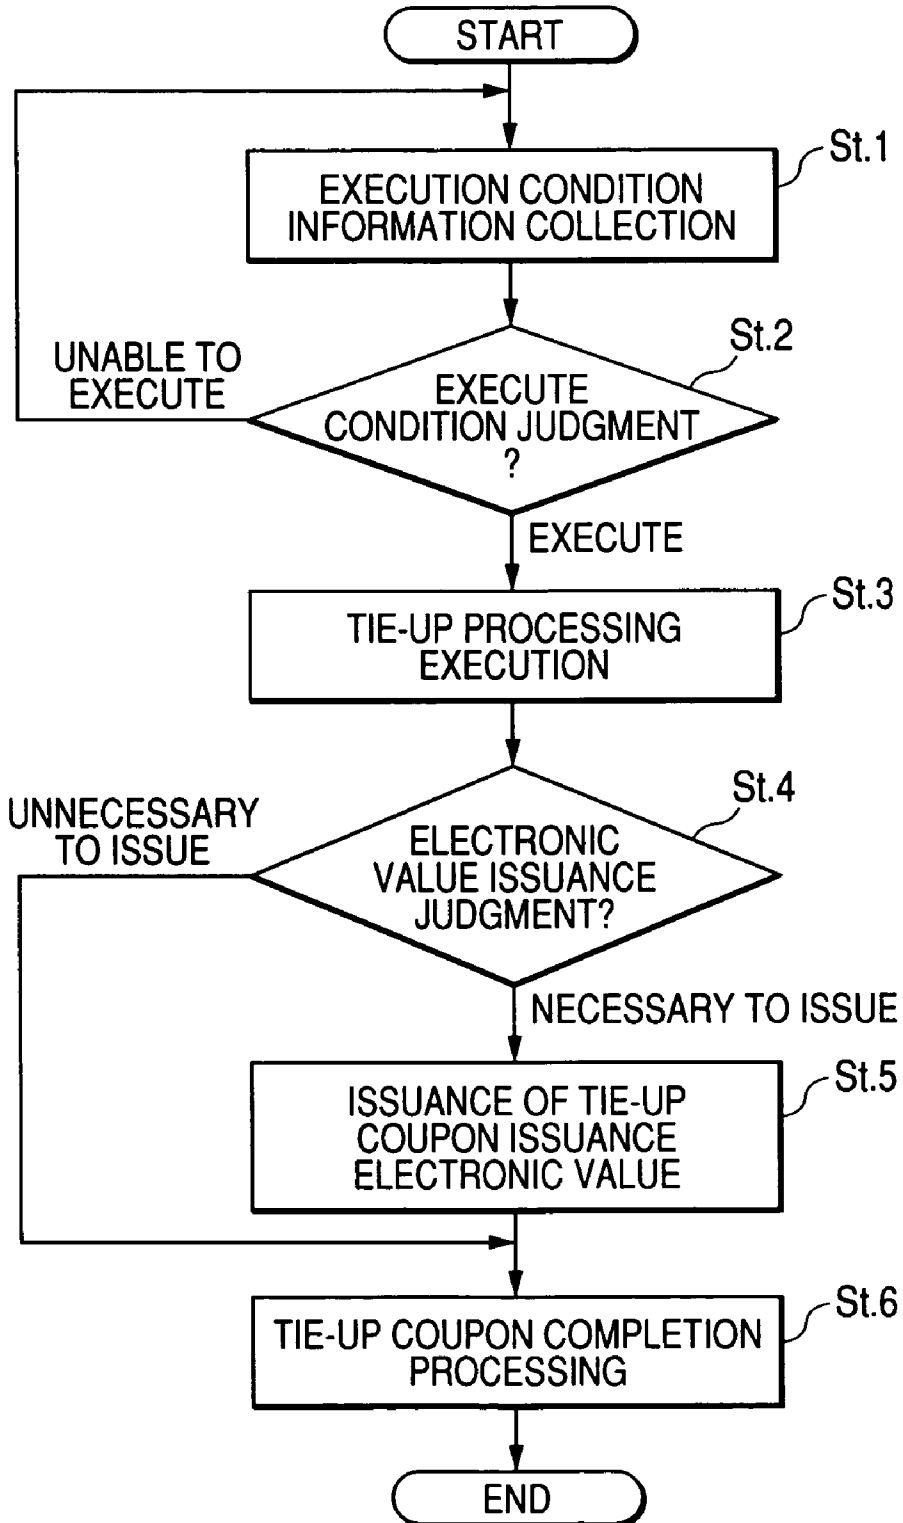 START
St.1
EXECUTION CONDITION
INFORMATION COLLECTION
St.2
UNABLE TO
EXECUTE
EXECUTE
CONDITION JUDGMENT
?
EXECUTE
St.3
TIE-UP PROCESSING
EXECUTION
St.4
UNNECESSARY
TO ISSUE
ELECTRONIC
VALUE ISSUANCE
JUDGMENT?
NECESSARY TO ISSUE
St.5
ISSUANCE OF TIE-UP
COUPON ISSUANCE
ELECTRONIC VALUE
St.6
TIE-UP COUPON COMPLETION
PROCESSING
END